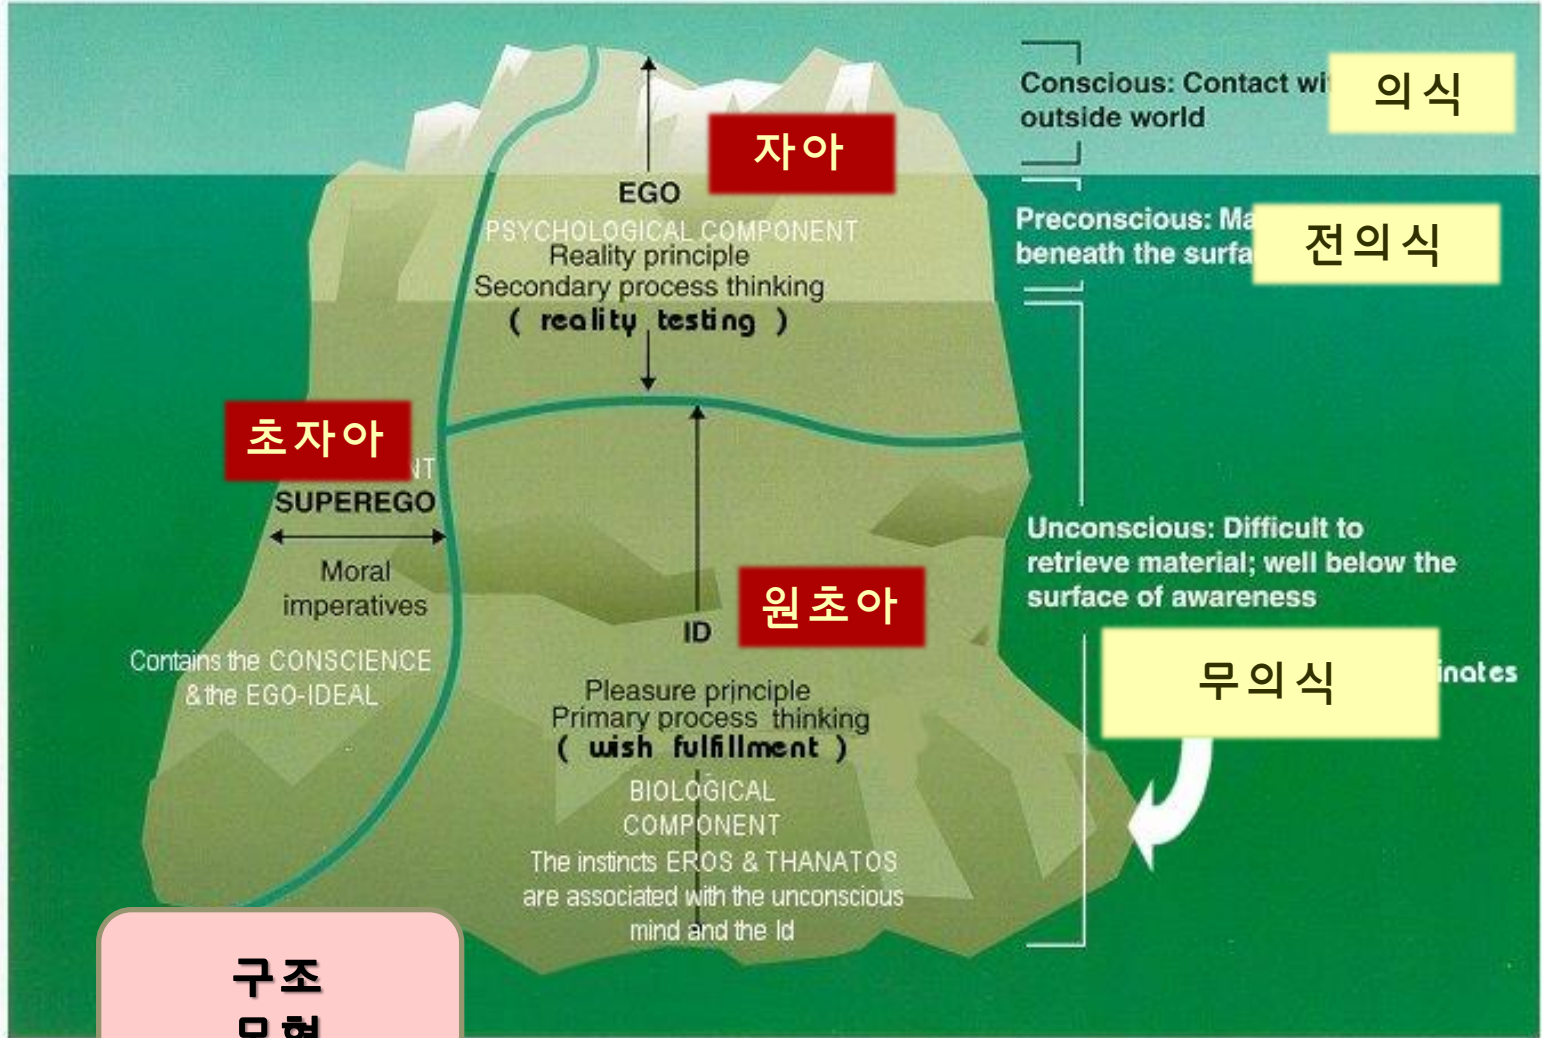 Conscious: Contact
outside world
의식
자아
EGO
PSYCHOLOGICAL COMPONENT
Reality principle
Secondary process thinking
( reality testing )
Preconscious:
beneath the
전의식
초자아
SUPEREGO
Moral
imperatives
Contains the CONSCIENCE
& the EGO-IDEAL
원초아
ID
Pleasure principle
Primary process thinking
( wish fulfillment )
BIOLOGICAL
COMPONENT
The instincts EROS & THANATOS
are associated with the unconscious
mind and the Id
Unconscious: Difficult to
retrieve material; well below the
surface of awareness
무의식
구조
모형